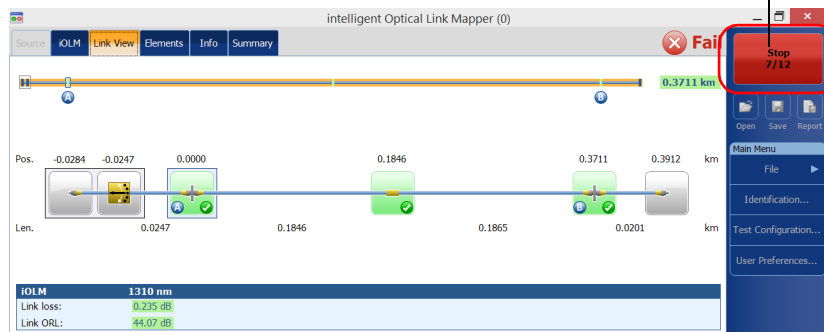 intelligent Optical Link Mapper (0)
Source iOLM Link View Elements Info Summary
Fail
Stop
7/12
0.3711 km
A B
Open Save Report
Main Menu
File
Identification...
Test Configuration...
User Preferences...
Pos. -0.0284 -0.0247 0.0000 0.1846 0.3711 0.3912 km
A B
Len. 0.0247 0.1846 0.1865 0.0201 km
iOLM 1310 nm
Link loss: 0.235 dB
Link ORL: 44.07 dB